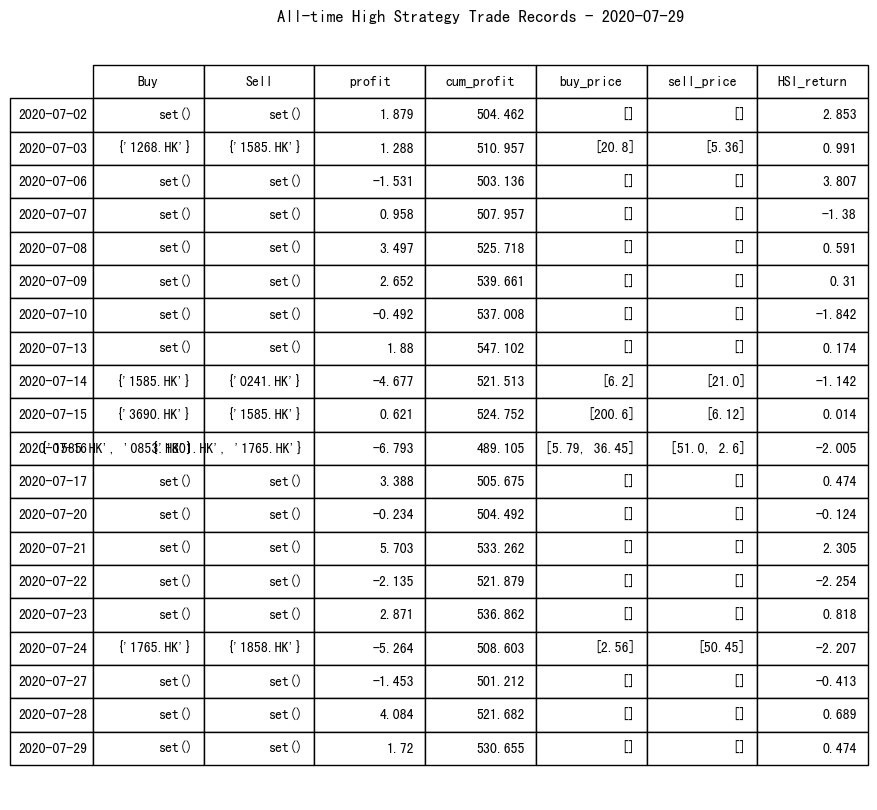 All-time High Strategy Trade Records - 2020-07-29
Buy Sell profit cum_profit buy_price sell_price HSI_return
2020-07-02 set() set() 1.879 504.462 [] [] 2.853
2020-07-03 {'1268.HK'} {'1585.HK'} 1.288 510.957 [20.8] [5.36] 0.991
2020-07-06 set() set() -1.531 503.136 [] [] 3.807
2020-07-07 set() set() 0.958 507.957 [] [] -1.38
2020-07-08 set() set() 3.497 525.718 [] [] 0.591
2020-07-09 set() set() 2.652 539.661 [] [] 0.31
2020-07-10 set() set() -0.492 537.008 [] [] -1.842
2020-07-13 set() set() 1.88 547.102 [] [] 0.174
2020-07-14 {'1585.HK'} {'0241.HK'} -4.677 521.513 [6.2] [21.0] -1.142
2020-07-15 {'3690.HK'} {'1585.HK'} 0.621 524.752 [200.6] [6.12] 0.014
'1765.HK'} -6.793 489.105 [5.79, 36.45] [51.0, 2.6] -2.005
2020-07-17 set() set() 3.388 505.675 [] [] 0.474
2020-07-20 set() set() -0.234 504.492 [] [] -0.124
2020-07-21 set() set() 5.703 533.262 [] [] 2.305
2020-07-22 set() set() -2.135 521.879 [] [] -2.254
2020-07-23 set() set() 2.871 536.862 [] [] 0.818
2020-07-24 {'1765.HK'} {'1858.HK'} -5.264 508.603 [2.56] [50.45] -2.207
2020-07-27 set() set() -1.453 501.212 [] [] -0.413
2020-07-28 set() set() 4.084 521.682 [] [] 0.689
2020-07-29 set() set() 1.72 530.655 [] [] 0.474